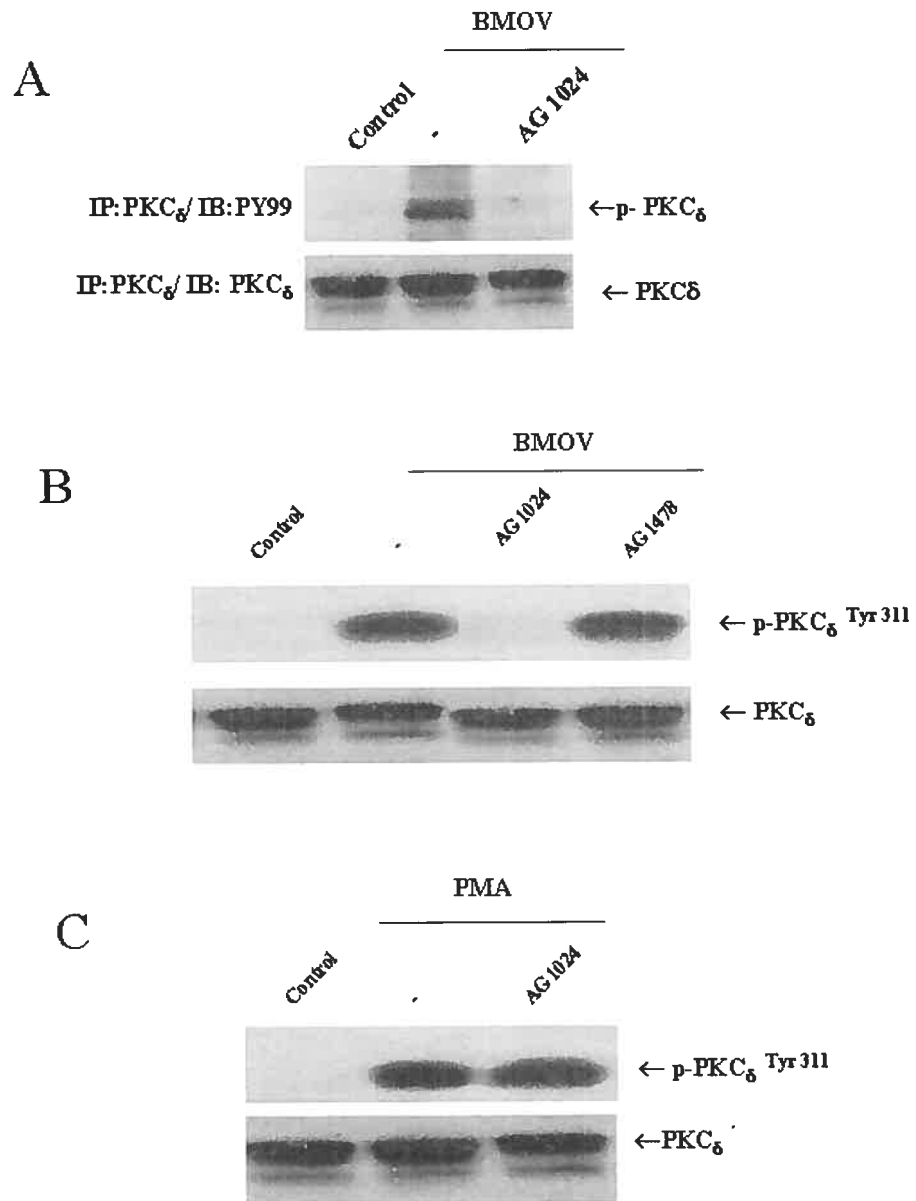 BMOV
A
Control
-
AG 1024
IP:PKCδ/ IB:PY99
←p- PKCδ
IP:PKCδ/ IB: PKCδ
← PKCδ
BMOV
B
Control
-
AG 1024
AG 1478
← p-PKCδ Tyr 311
← PKCδ
PMA
C
Control
-
AG 1024
← p-PKCδ Tyr 311
←PKCδ